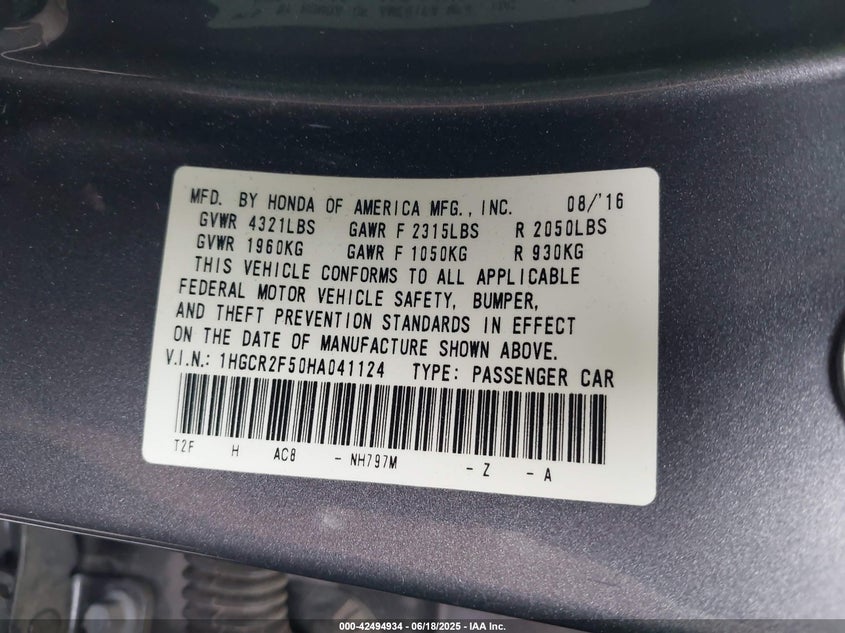 MFD. BY HONDA OF AMERICA MFG., INC. 08/'16
GVWR 4321LBS GAWR F 2315LBS R 2050LBS
GVWR 1960KG GAWR F 1050KG R 930KG
THIS VEHICLE CONFORMS TO ALL APPLICABLE
FEDERAL MOTOR VEHICLE SAFETY, BUMPER,
AND THEFT PREVENTION STANDARDS IN EFFECT
ON THE DATE OF MANUFACTURE SHOWN ABOVE.
V.I.N.: 1HGCR2F50HA041124 TYPE: PASSENGER CAR
T2F H AC8 - NH797M - Z - A
000-42494934 - 06/18/2025 - IAA Inc.